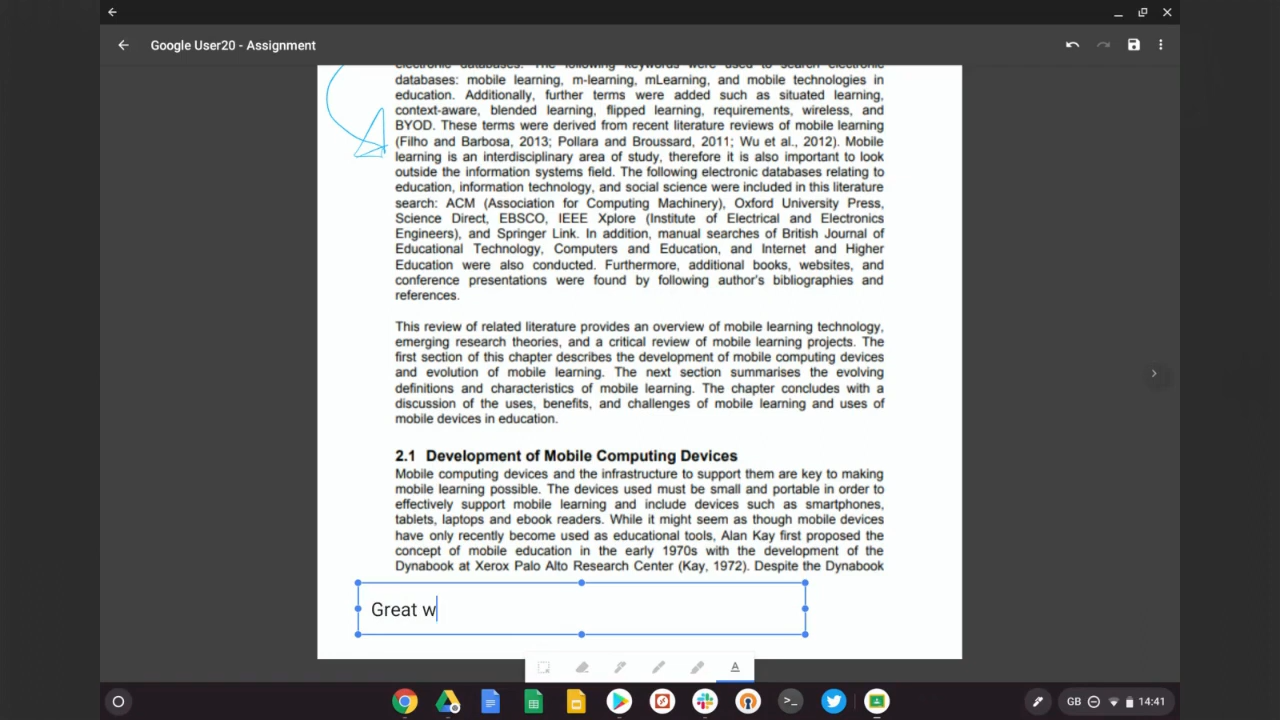 Google User20 - Assignment
electronic databases. The following keywords were used to search electronic
databases: mobile learning, m-learning, mLearning, and mobile technologies in
education. Additionally, further terms were added such as situated learning,
context-aware, blended learning, flipped learning, requirements, wireless, and
BYOD. These terms were derived from recent literature reviews of mobile learning
(Filho and Barbosa, 2013; Pollara and Broussard, 2011; Wu et al., 2012). Mobile
learning is an interdisciplinary area of study, therefore it is also important to look
outside the information systems field. The following electronic databases relating to
education, information technology, and social science were included in this literature
search: ACM (Association for Computing Machinery), Oxford University Press,
Science Direct, EBSCO, IEEE Xplore (Institute of Electrical and Electronics
Engineers), and Springer Link. In addition, manual searches of British Journal of
Educational Technology, Computers and Education, and Internet and Higher
Education were also conducted. Furthermore, additional books, websites, and
conference presentations were found by following author's bibliographies and
references.
This review of related literature provides an overview of mobile learning technology,
emerging research theories, and a critical review of mobile learning projects. The
first section of this chapter describes the development of mobile computing devices
and evolution of mobile learning. The next section summarises the evolving
definitions and characteristics of mobile learning. The chapter concludes with a
discussion of the uses, benefits, and challenges of mobile learning and uses of
mobile devices in education.
2.1 Development of Mobile Computing Devices
Mobile computing devices and the infrastructure to support them are key to making
mobile learning possible. The devices used must be small and portable in order to
effectively support mobile learning and include devices such as smartphones,
tablets, laptops and ebook readers. While it might seem as though mobile devices
have only recently become used as educational tools, Alan Kay first proposed the
concept of mobile education in the early 1970s with the development of the
Dynabook at Xerox Palo Alto Research Center (Kay, 1972). Despite the Dynabook
Great w
A
GB 14:41